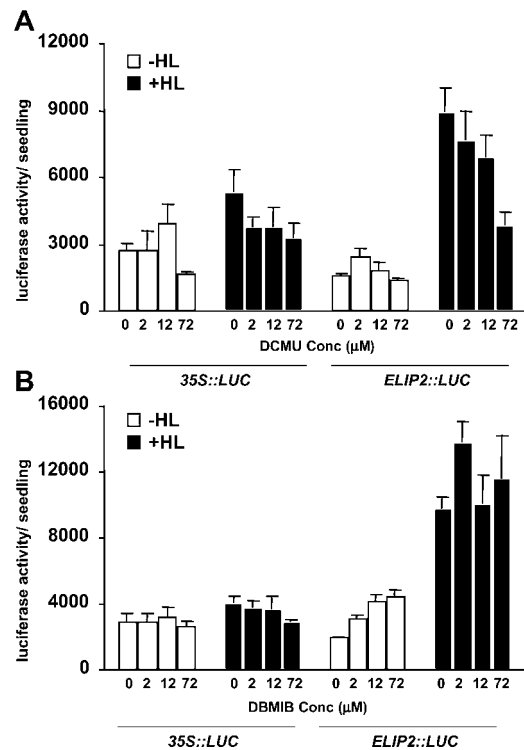 A
12000
9000
6000
3000
0
luciferase activity/ seedling
-HL
+HL
0 2 12 72 0 2 12 72 0 2 12 72 0 2 12 72
DCMU Conc (μM)
35S::LUC ELIP2::LUC
B
16000
12000
8000
4000
0
luciferase activity/ seedling
-HL
+HL
0 2 12 72 0 2 12 72 0 2 12 72 0 2 12 72
DBMIB Conc (μM)
35S::LUC ELIP2::LUC